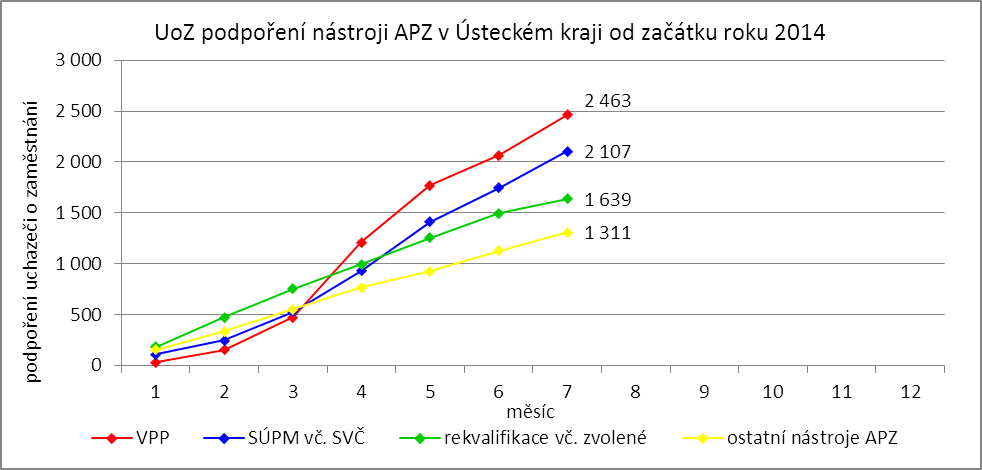 UoZ podpoření nástroji APZ v Ústeckém kraji od začátku roku 2014
podpoření uchazeči o zaměstnání
3 000
2 500
2 000
1 500
1 000
500
0
2 463
2 107
1 639
1 311
1 2 3 4 5 6 7 8 9 10 11 12
měsíc
VPP SÚPM vč. SVČ rekvalifikace vč. zvolené ostatní nástroje APZ